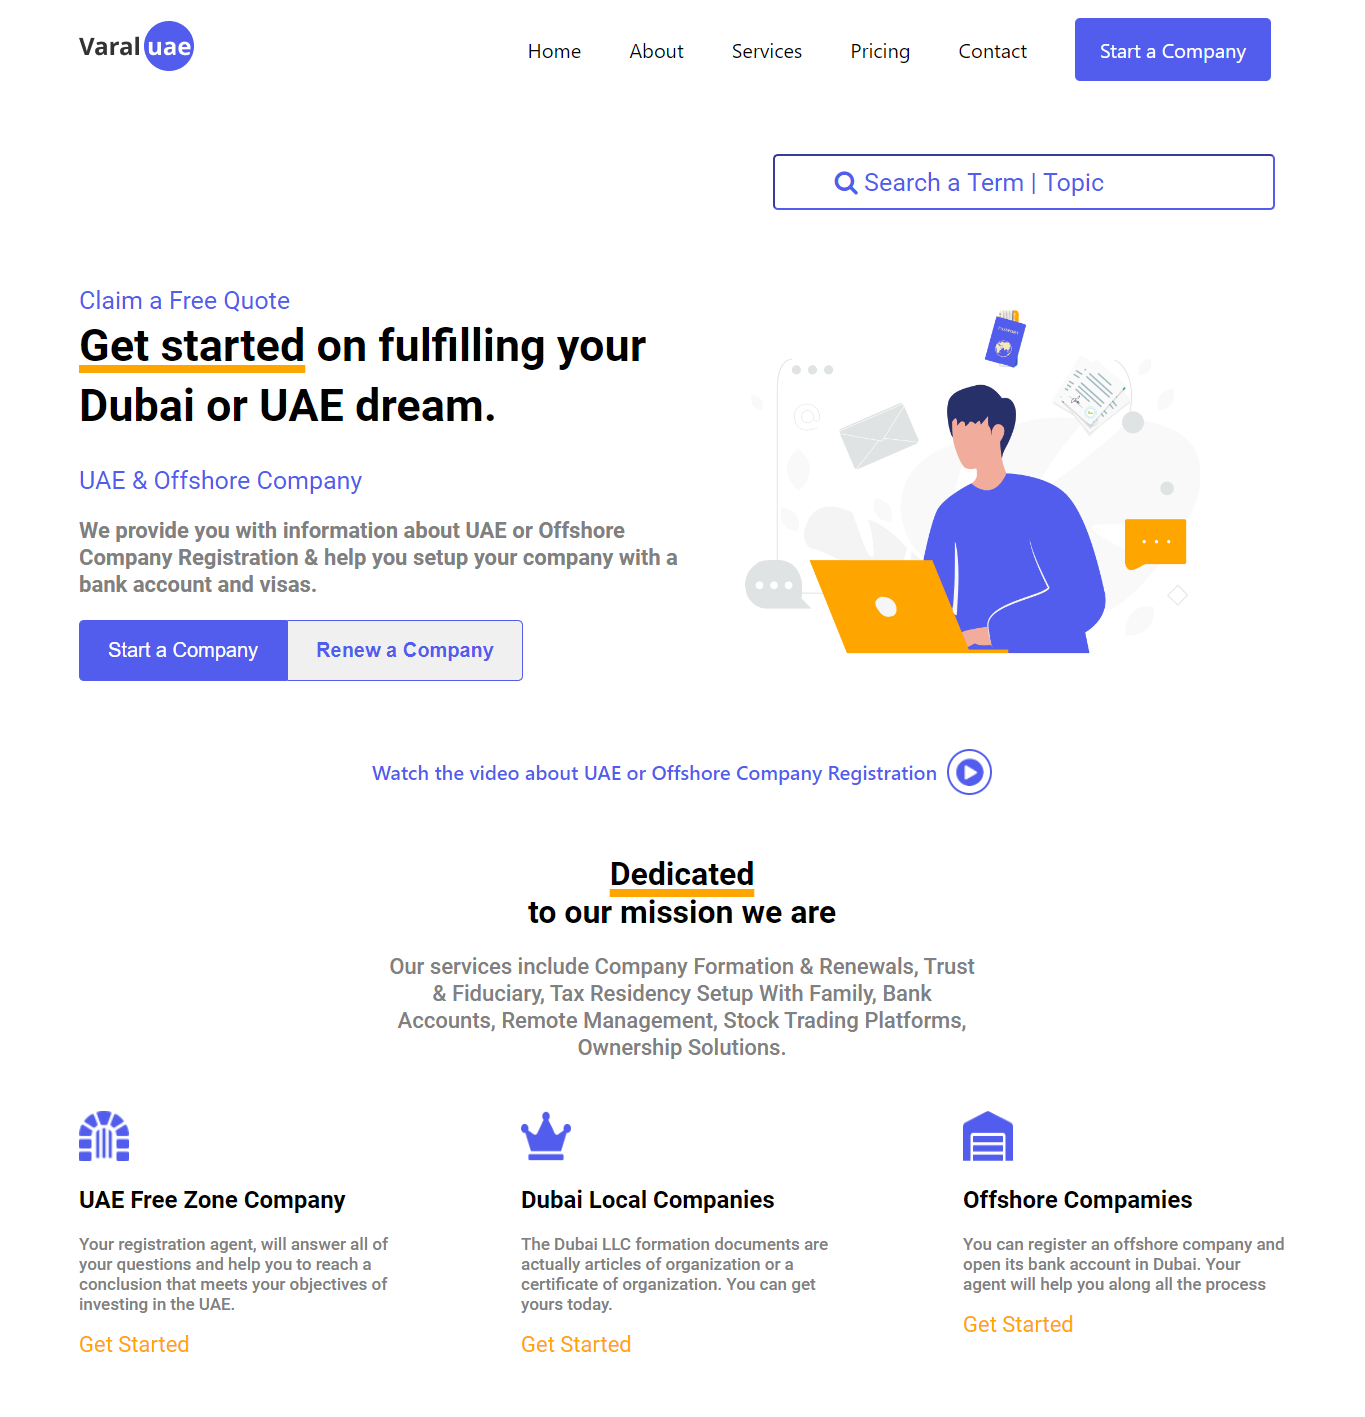 Varal uae
Home About Services Pricing Contact Start a Company
Search a Term | Topic
Claim a Free Quote
Get started on fulfilling your
Dubai or UAE dream.
UAE & Offshore Company
We provide you with information about UAE or Offshore
Company Registration & help you setup your company with a
bank account and visas.
Start a Company Renew a Company
Watch the video about UAE or Offshore Company Registration
Dedicated
to our mission we are
Our services include Company Formation & Renewals, Trust
& Fiduciary, Tax Residency Setup With Family, Bank
Accounts, Remote Management, Stock Trading Platforms,
Ownership Solutions.
UAE Free Zone Company
Your registration agent, will answer all of
your questions and help you to reach a
conclusion that meets your objectives of
investing in the UAE.
Get Started
Dubai Local Companies
The Dubai LLC formation documents are
actually articles of organization or a
certificate of organization. You can get
yours today.
Get Started
Offshore Compamies
You can register an offshore company and
open its bank account in Dubai. Your
agent will help you along all the process
Get Started